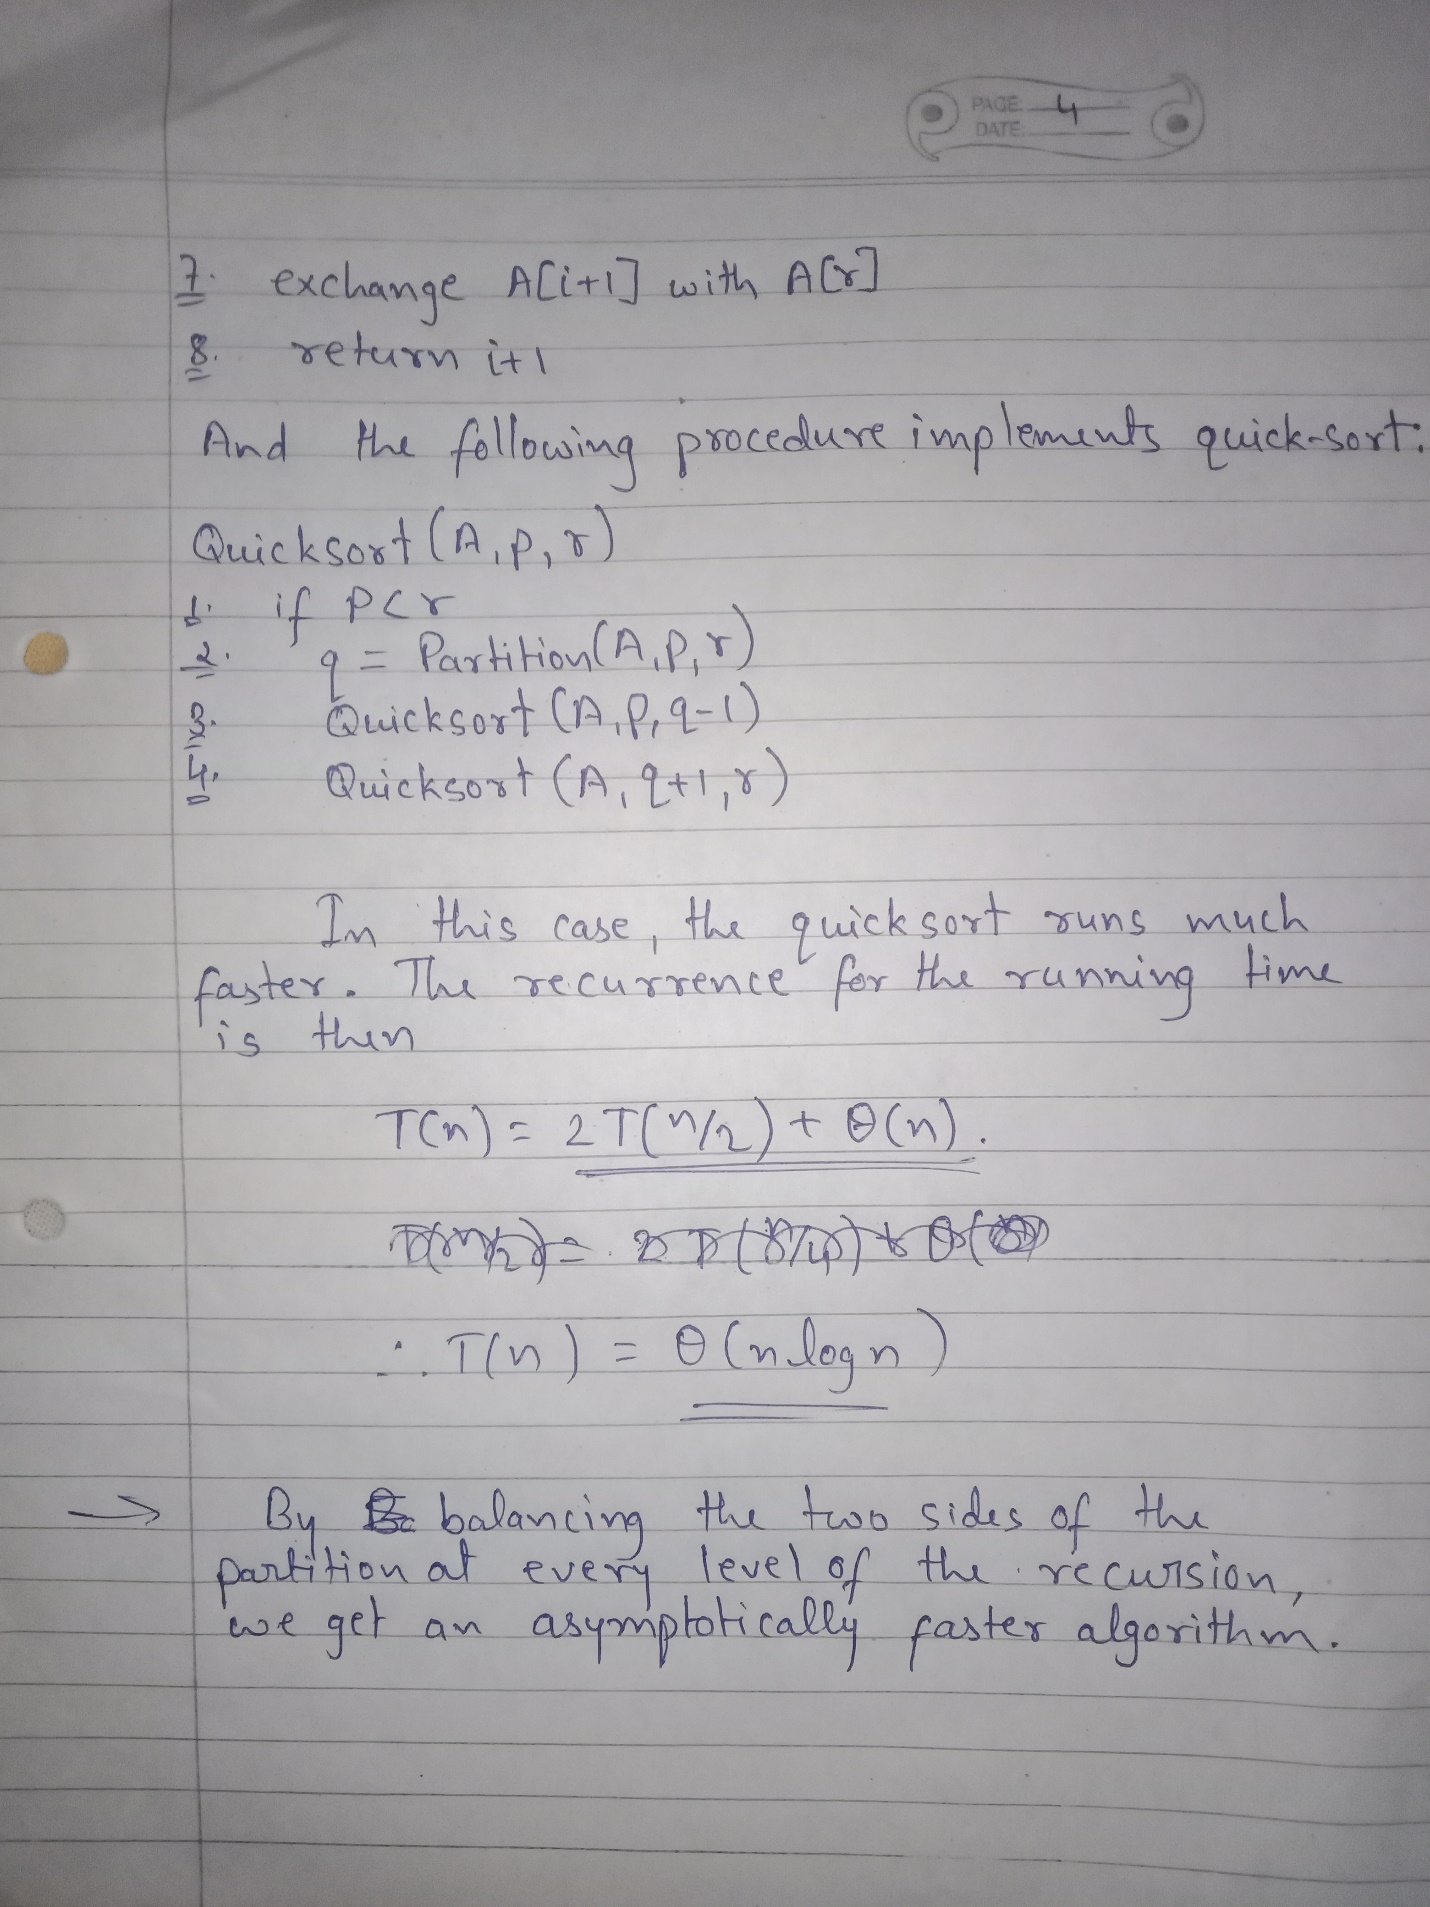 PAGE: 4
DATE:
7. exchange A[i+1] with A[r]
8. return i+1
And the following procedure implements quick-sort:
Quicksort (A, p, r)
1. if p < r
2. q = Partition(A, p, r)
3. Quicksort (A, p, q-1)
4. Quicksort (A, q+1, r)
In this case, the quicksort runs much
faster. The recurrence for the running time
is then
T(n) = 2T(n/2) + Θ(n).
∴ T(n) = Θ(n log n)
→ By balancing the two sides of the
partition at every level of the recursion,
we get an asymptotically faster algorithm.